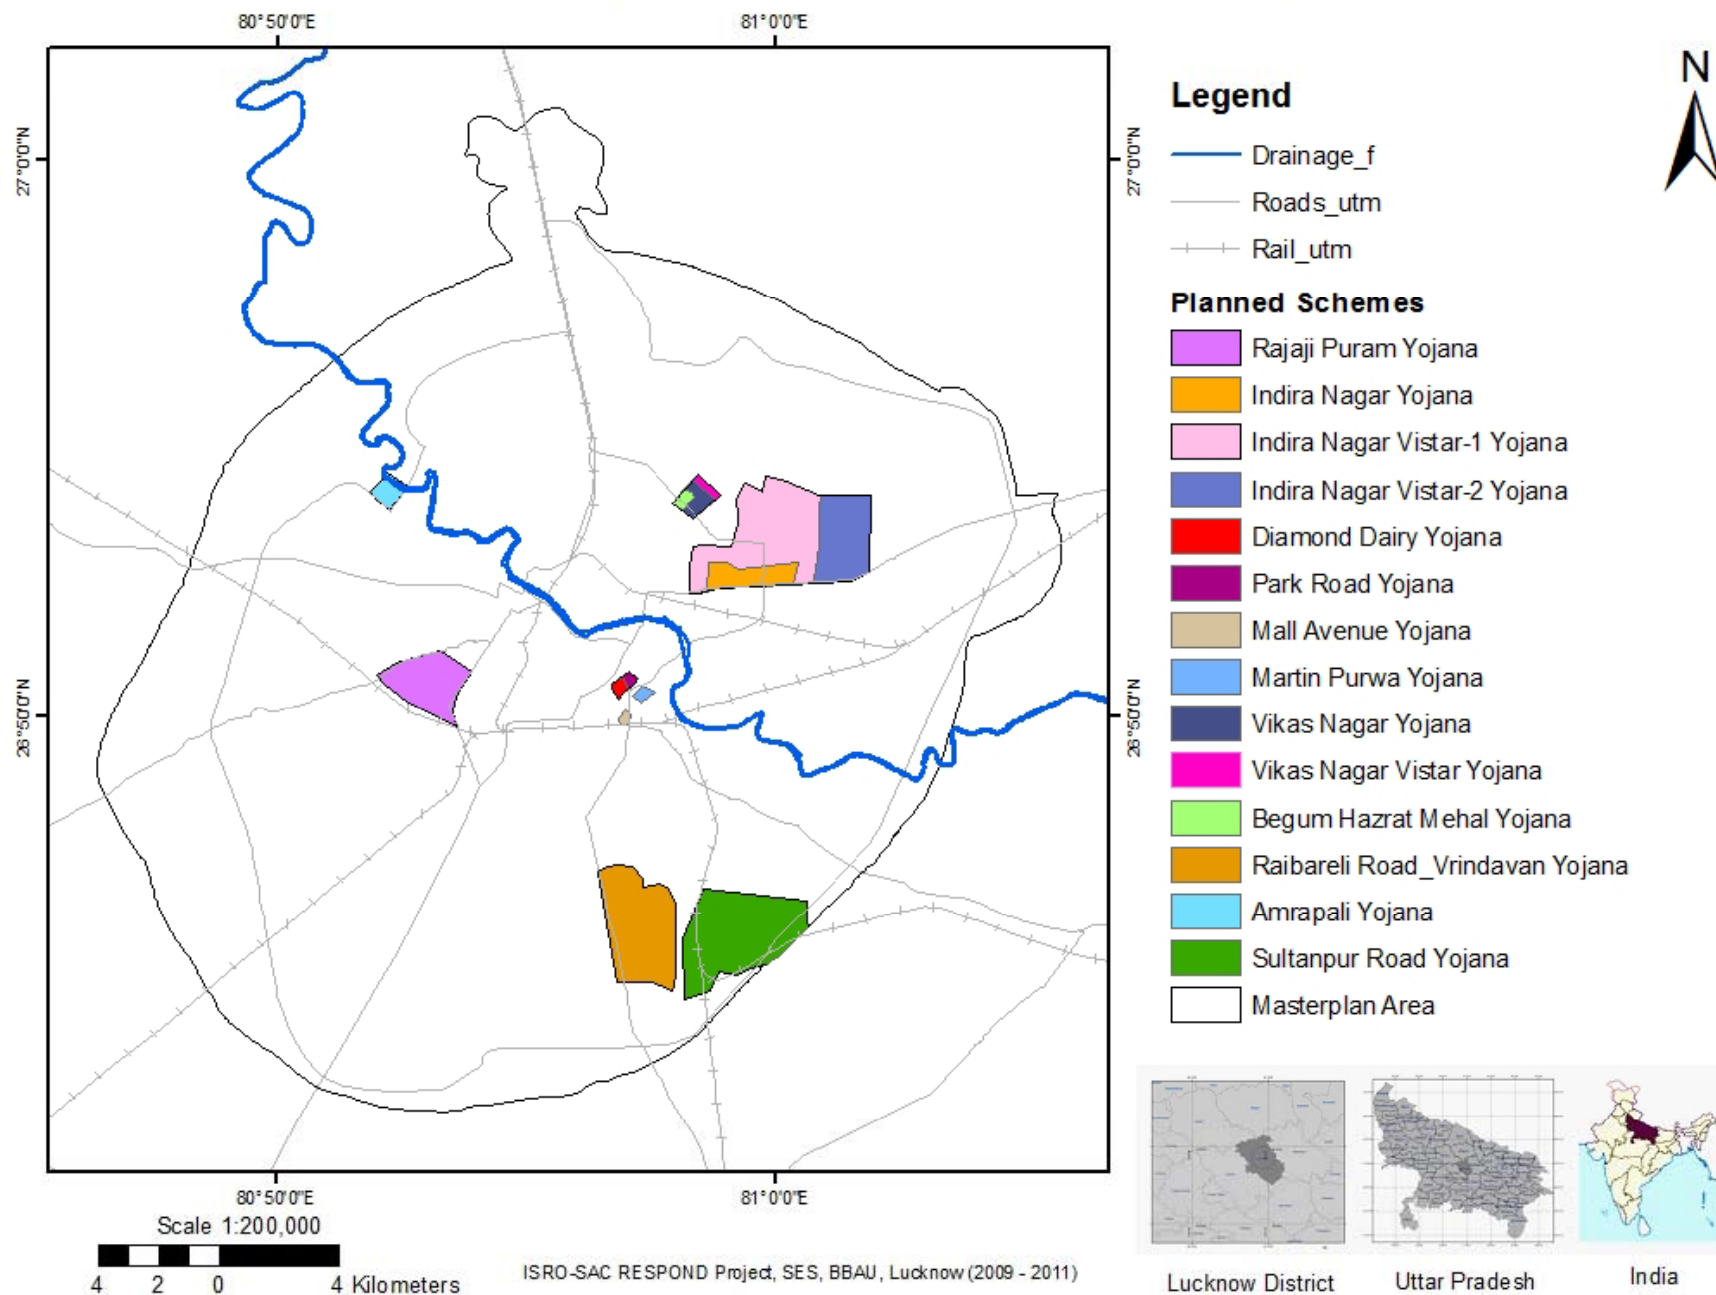 80°50'0"E
81°0'0"E
27°0'0"N
27°0'0"N
26°50'0"N
26°50'0"N
80°50'0"E
81°0'0"E
N
Legend
Drainage_f
Roads_utm
Rail_utm
Planned Schemes
Rajaji Puram Yojana
Indira Nagar Yojana
Indira Nagar Vistar-1 Yojana
Indira Nagar Vistar-2 Yojana
Diamond Dairy Yojana
Park Road Yojana
Mall Avenue Yojana
Martin Purwa Yojana
Vikas Nagar Yojana
Vikas Nagar Vistar Yojana
Begum Hazrat Mehal Yojana
Raibareli Road_Vrindavan Yojana
Amrapali Yojana
Sultanpur Road Yojana
Masterplan Area
Scale 1:200,000
4 2 0 4 Kilometers
ISRO-SAC RESPOND Project, SES, BBAU, Lucknow (2009 - 2011)
Lucknow District
Uttar Pradesh
India